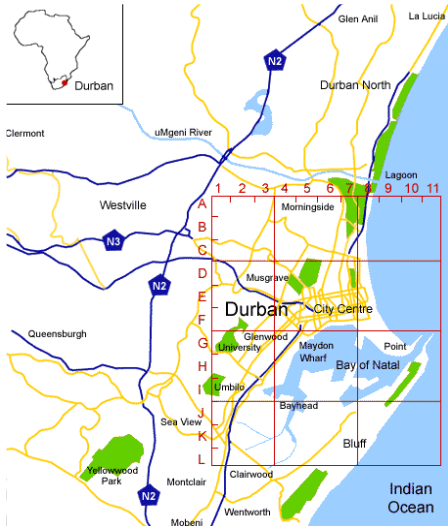 La Lucia
Glen Anil
N2
Durban
Durban North
Clermont
uMgeni River
Lagoon
1 2 3 4 5 6 7 8 9 10 11
A
Westville
Morningside
B
N3
C
D
Musgrave
N2
E
Durban
City Centre
F
Queensburgh
Glenwood
G
University
Maydon
Wharf
Point
H
Bay of Natal
I
Umbilo
J
Bayhead
Sea View
K
Bluff
L
Yellowwood
Park
Montclair
Clairwood
N2
Indian
Ocean
Wentworth
Mobeni